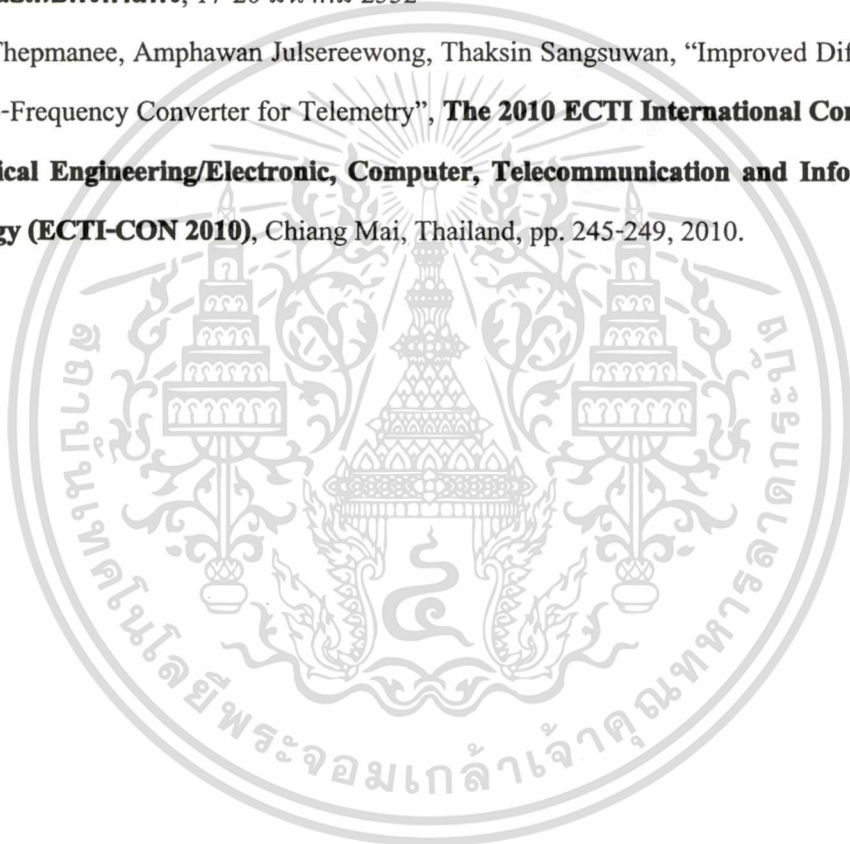 17-20
Thepmanee, Amphawan Julsereewong, Thaksin Sangsuwan, “Improved Dif
-Frequency Converter for Telemetry”, The 2010 ECTI International Con
ical Engineering/Electronic, Computer, Telecommunication and Info
gy (ECTI-CON 2010), Chiang Mai, Thailand, pp. 245-249, 2010.
สถาบันเทคโนโลยีพระจอมเกล้าเจ้าคุณทหารลาดกระบัง